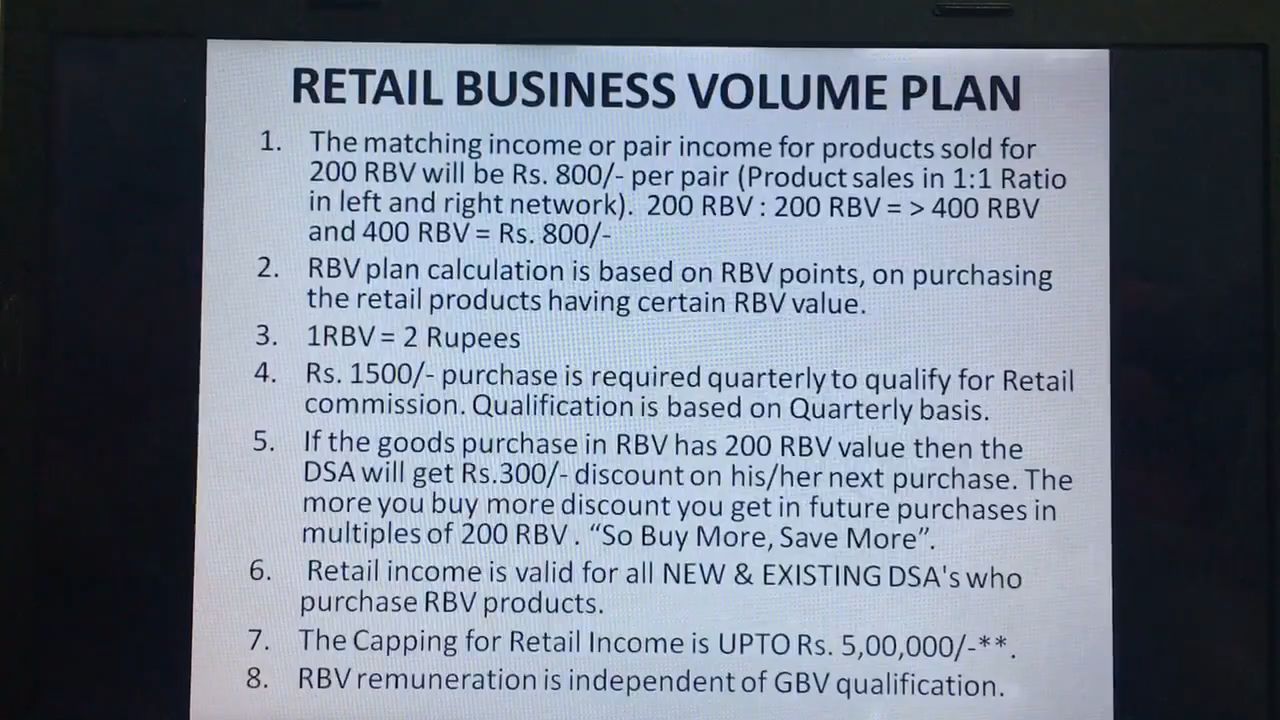 RETAIL BUSINESS VOLUME PLAN
1. The matching income or pair income for products sold for
200 RBV will be Rs. 800/- per pair (Product sales in 1:1 Ratio
in left and right network). 200 RBV : 200 RBV = > 400 RBV
and 400 RBV = Rs. 800/-
2. RBV plan calculation is based on RBV points, on purchasing
the retail products having certain RBV value.
3. 1RBV = 2 Rupees
4. Rs. 1500/- purchase is required quarterly to qualify for Retail
commission. Qualification is based on Quarterly basis.
5. If the goods purchase in RBV has 200 RBV value then the
DSA will get Rs.300/- discount on his/her next purchase. The
more you buy more discount you get in future purchases in
multiples of 200 RBV . “So Buy More, Save More”.
6. Retail income is valid for all NEW & EXISTING DSA's who
purchase RBV products.
7. The Capping for Retail Income is UPTO Rs. 5,00,000/-**.
8. RBV remuneration is independent of GBV qualification.